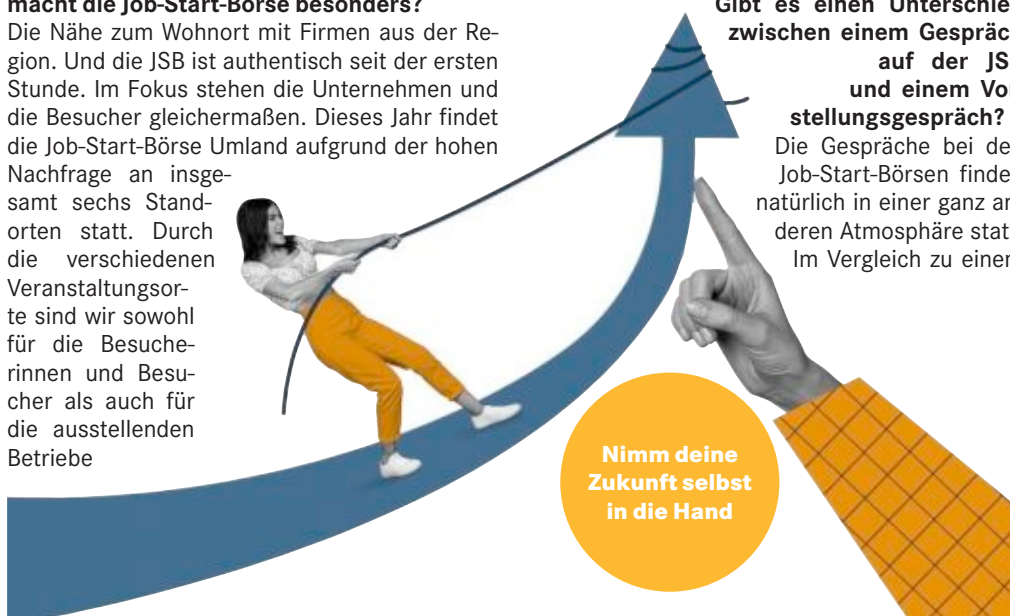 macht die Job-Start-Börse besonders?
Die Nähe zum Wohnort mit Firmen aus der Re-
gion. Und die JSB ist authentisch seit der ersten
Stunde. Im Fokus stehen die Unternehmen und
die Besucher gleichermaßen. Dieses Jahr findet
die Job-Start-Börse Umland aufgrund der hohen
Nachfrage an insge-
samt sechs Stand-
orten statt. Durch
die verschiedenen
Veranstaltungsor-
te sind wir sowohl
für die Besuche-
rinnen und Besu-
cher als auch für
die ausstellenden
Betriebe
Gibt es einen Unterschie
zwischen einem Gespräc
auf der JS
und einem Vor
stellungsgespräch?
Die Gespräche bei de
Job-Start-Börsen finde
natürlich in einer ganz an
deren Atmosphäre stat
Im Vergleich zu einer
Nimm deine
Zukunft selbst
in die Hand